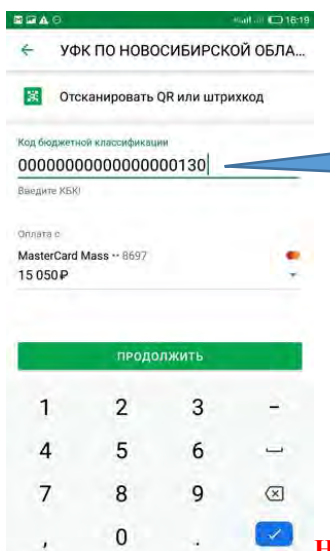 16:19
УФК ПО НОВОСИБИРСКОЙ ОБЛА...
Отсканировать QR или штрихкод
Код бюджетной классификации
00000000000000000130
Введите КБК!
Оплата с
MasterCard Mass ·· 8697
15 050 ₽
ПРОДОЛЖИТЬ
1 2 3 -
4 5 6
7 8 9
, 0 .
Н